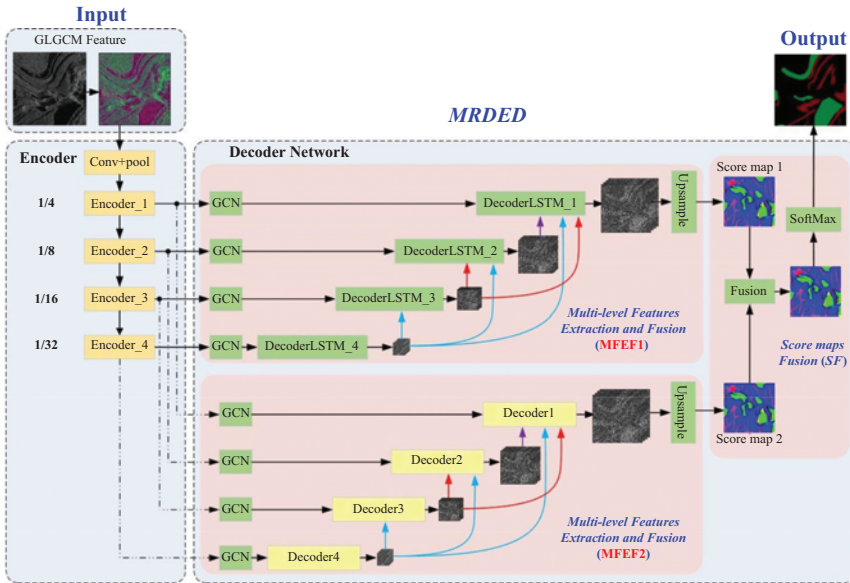 Input
GLGCM Feature
Output
MRDED
Encoder
Decoder Network
Conv+pool
1/4
Encoder_1
1/8
Encoder_2
1/16
Encoder_3
1/32
Encoder_4
GCN
DecoderLSTM_1
Upsample
GCN
DecoderLSTM_2
GCN
DecoderLSTM_3
GCN
DecoderLSTM_4
Multi-level Features
Extraction and Fusion
(MFEF1)
Score map 1
SoftMax
Fusion
Score maps
Fusion (SF)
Score map 2
GCN
Decoder1
Upsample
GCN
Decoder2
GCN
Decoder3
GCN
Decoder4
Multi-level Features
Extraction and Fusion
(MFEF2)